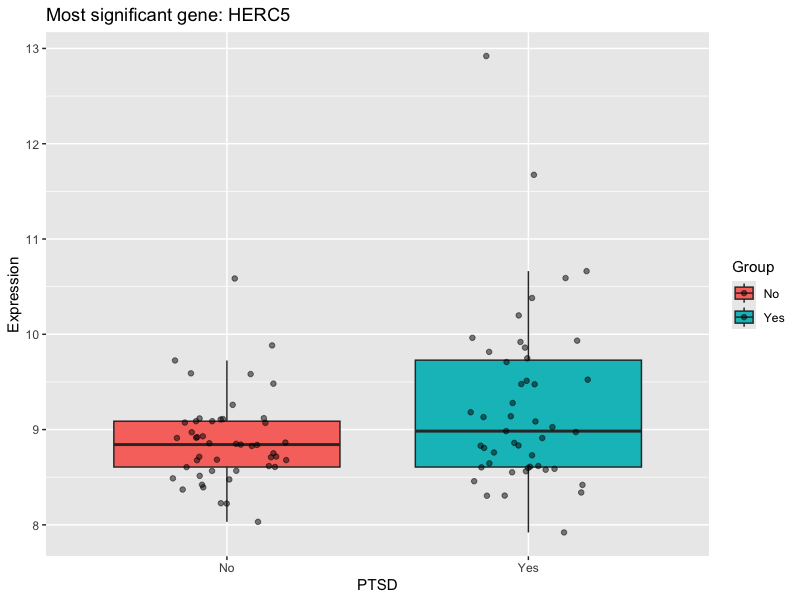 Most significant gene: HERC5
13
12
11
10
9
8
Expression
No
Yes
PTSD
Group
No
Yes